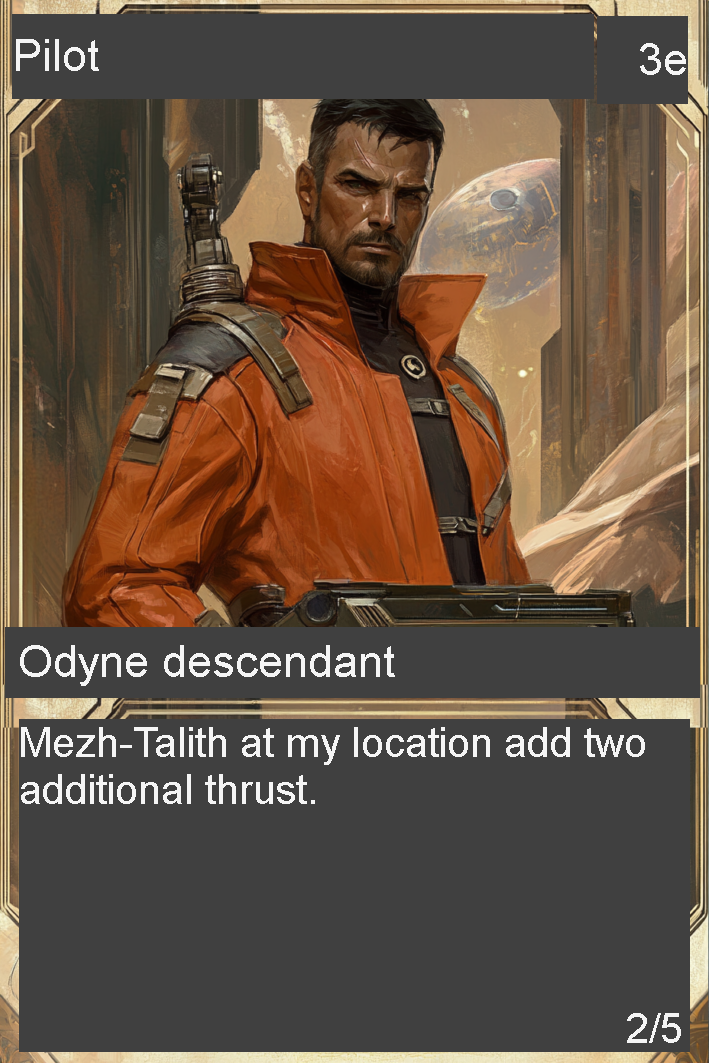 Pilot
3e
Odyne descendant
Mezh-Talith at my location add two
additional thrust.
2/5